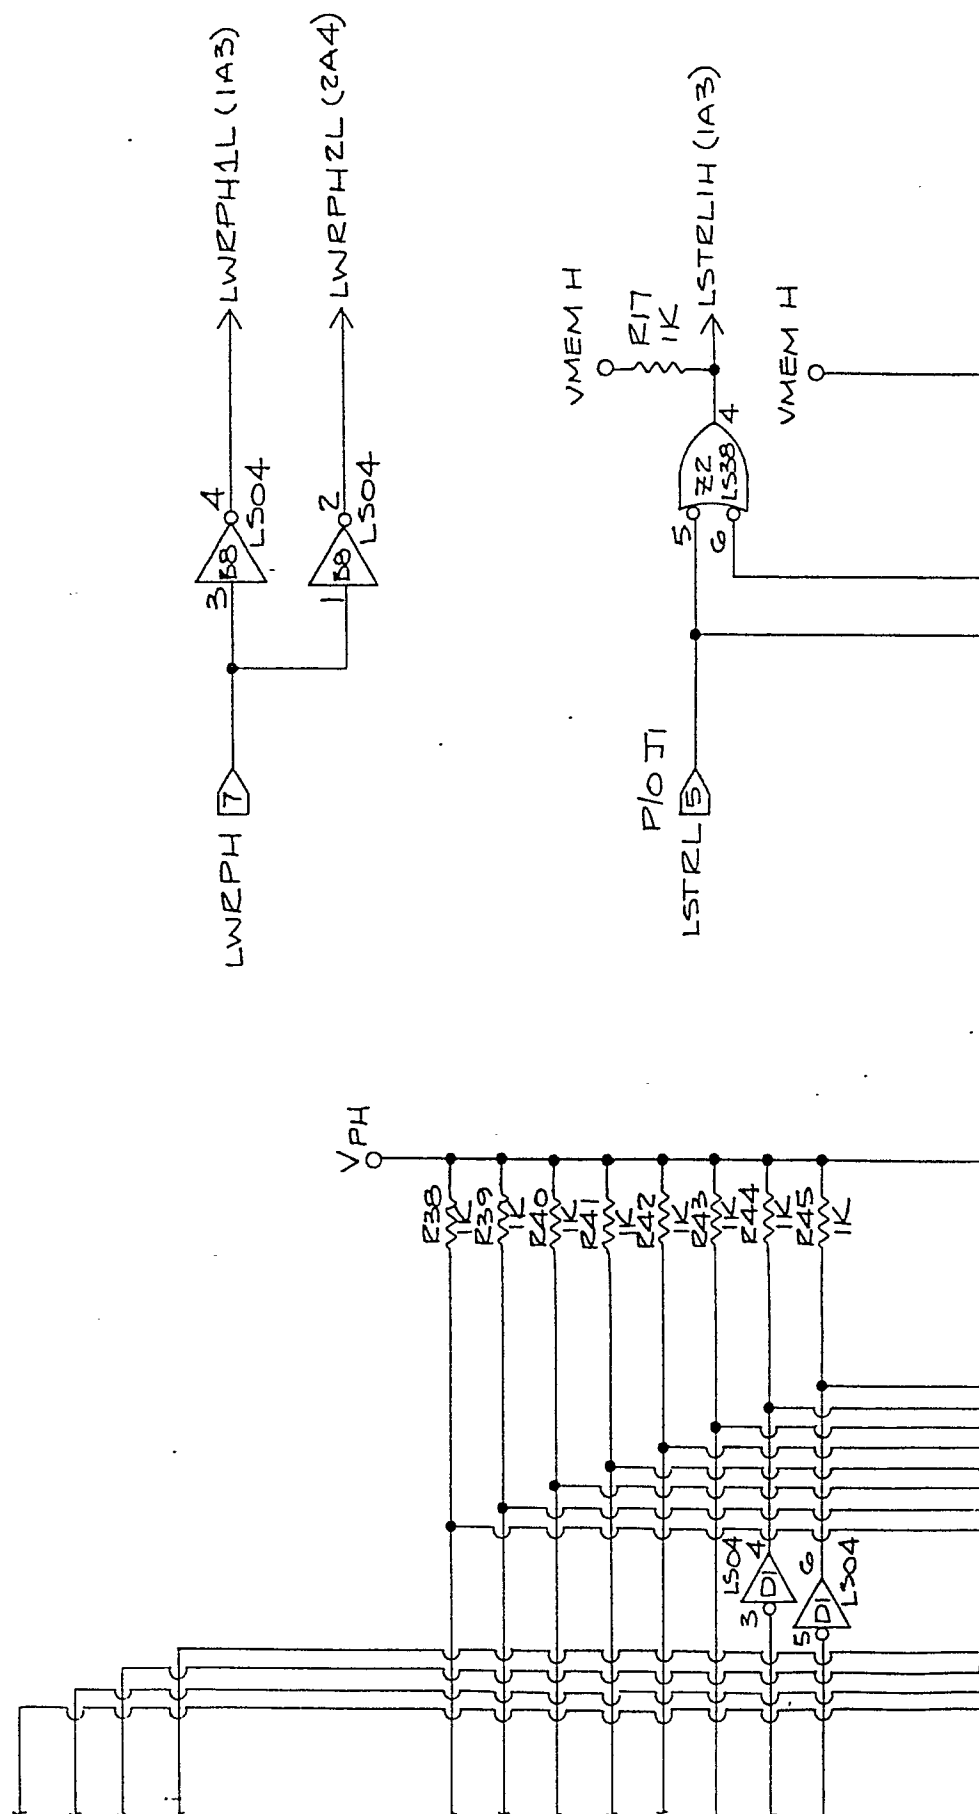 LWRPH 7
3
B8
4
LS04
LWRPH1L (1A3)
1
B8
2
LS04
LWRPH2L (2A4)
P/O J1
LSTRL 5
5
6
Z2
LS38
4
VMEM H
R17
1K
LSTRL1H (1A3)
VMEM H
VPH
R38
1K
R39
1K
R40
1K
R41
1K
R42
1K
R43
1K
R44
1K
R45
1K
3
D1
4
LS04
5
D1
6
LS04